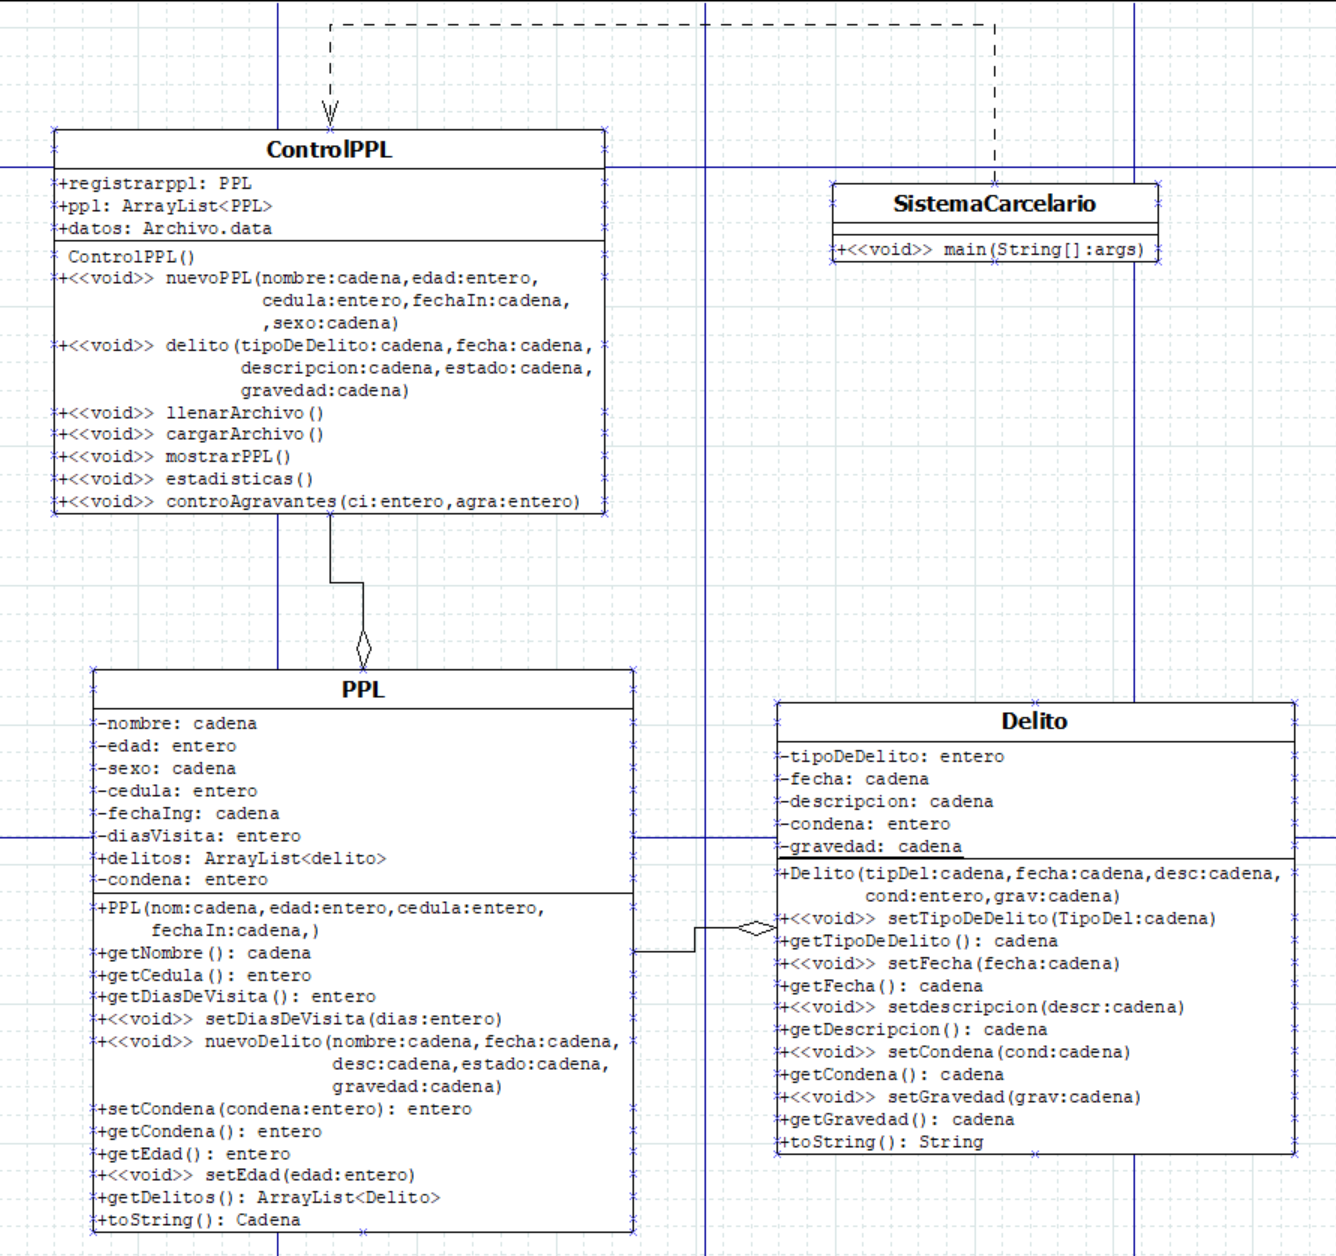 ControlPPL
+registrarppl: PPL
+ppl: ArrayList<PPL>
+datos: Archivo.data
ControlPPL()
+<<void>> nuevoPPL(nombre:cadena,edad:entero,
cedula:entero,fechaIn:cadena,
,sexo:cadena)
+<<void>> delito(tipoDeDelito:cadena,fecha:cadena,
descripcion:cadena,estado:cadena,
gravedad:cadena)
+<<void>> llenarArchivo()
+<<void>> cargarArchivo()
+<<void>> mostrarPPL()
+<<void>> estadisticas()
+<<void>> controAgravantes(ci:entero,agra:entero)
SistemaCarcelario
+<<void>> main(String[]:args)
PPL
-nombre: cadena
-edad: entero
-sexo: cadena
-cedula: entero
-fechaIng: cadena
-diasVisita: entero
+delitos: ArrayList<delito>
-condena: entero
+PPL(nom:cadena,edad:entero,cedula:entero,
fechaIn:cadena,)
+getNombre(): cadena
+getCedula(): entero
+getDiasDeVisita(): entero
+<<void>> setDiasDeVisita(dias:entero)
+<<void>> nuevoDelito(nombre:cadena,fecha:cadena,
desc:cadena,estado:cadena,
gravedad:cadena)
+setCondena(condena:entero): entero
+getCondena(): entero
+getEdad(): entero
+<<void>> setEdad(edad:entero)
+getDelitos(): ArrayList<Delito>
+toString(): Cadena
Delito
-tipoDeDelito: entero
-fecha: cadena
-descripcion: cadena
-condena: entero
-gravedad: cadena
+Delito(tipDel:cadena,fecha:cadena,desc:cadena,
cond:entero,grav:cadena)
+<<void>> setTipoDeDelito(TipoDel:cadena)
+getTipoDeDelito(): cadena
+<<void>> setFecha(fecha:cadena)
+getFecha(): cadena
+<<void>> setdescripcion(descr:cadena)
+getDescripcion(): cadena
+<<void>> setCondena(cond:cadena)
+getCondena(): cadena
+<<void>> setGravedad(grav:cadena)
+getGravedad(): cadena
+toString(): String